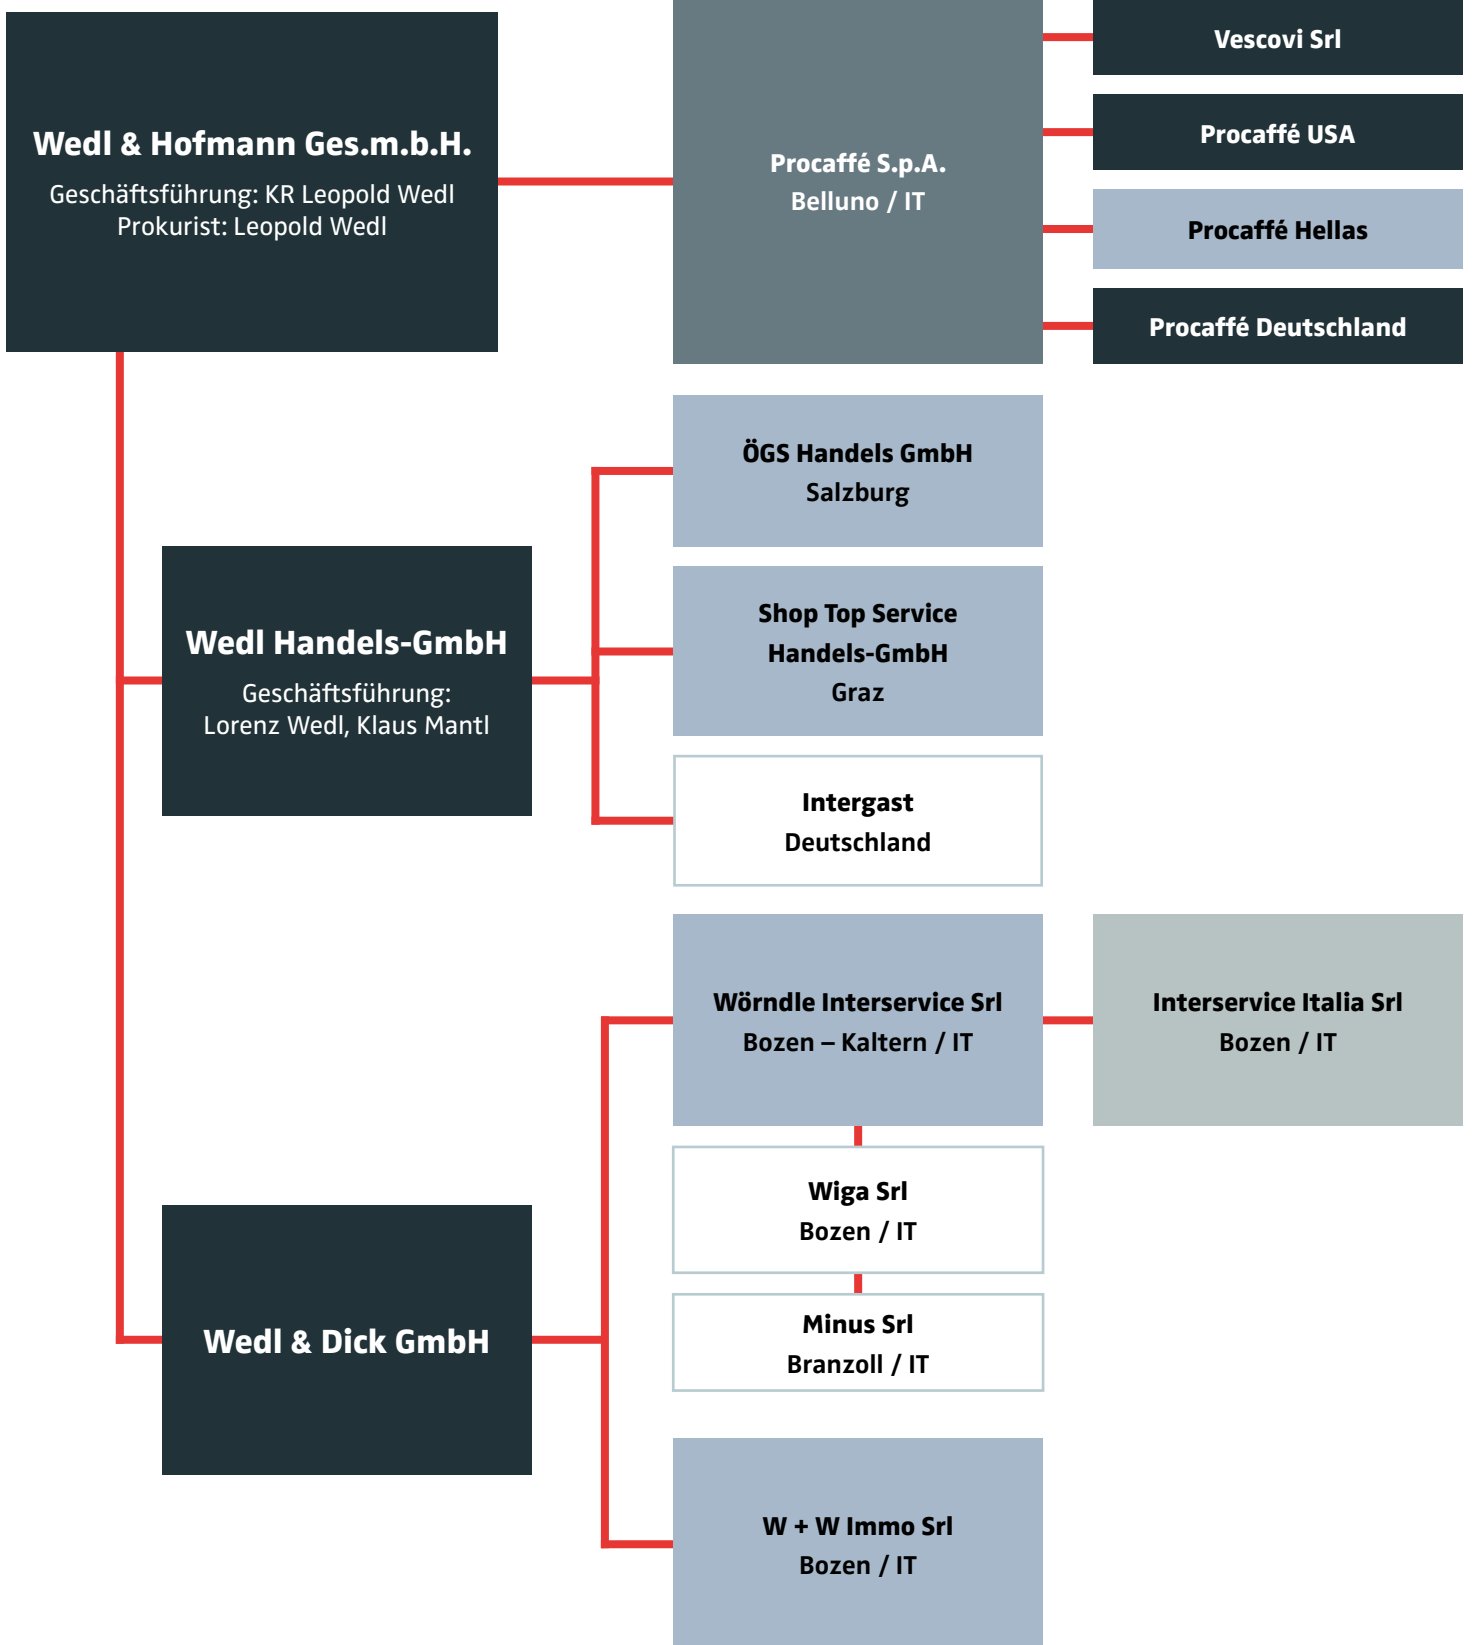 Wedl & Hofmann Ges.m.b.H.
Geschäftsführung: KR Leopold Wedl
Prokurist: Leopold Wedl
Procaffé S.p.A.
Belluno / IT
Vescovi Srl
Procaffé USA
Procaffé Hellas
Procaffé Deutschland
Wedl Handels-GmbH
Geschäftsführung:
Lorenz Wedl, Klaus Mantl
ÖGS Handels GmbH
Salzburg
Shop Top Service
Handels-GmbH
Graz
Intergast
Deutschland
Wedl & Dick GmbH
Wörndle Interservice Srl
Bozen – Kaltern / IT
Interservice Italia Srl
Bozen / IT
Wiga Srl
Bozen / IT
Minus Srl
Branzoll / IT
W + W Immo Srl
Bozen / IT